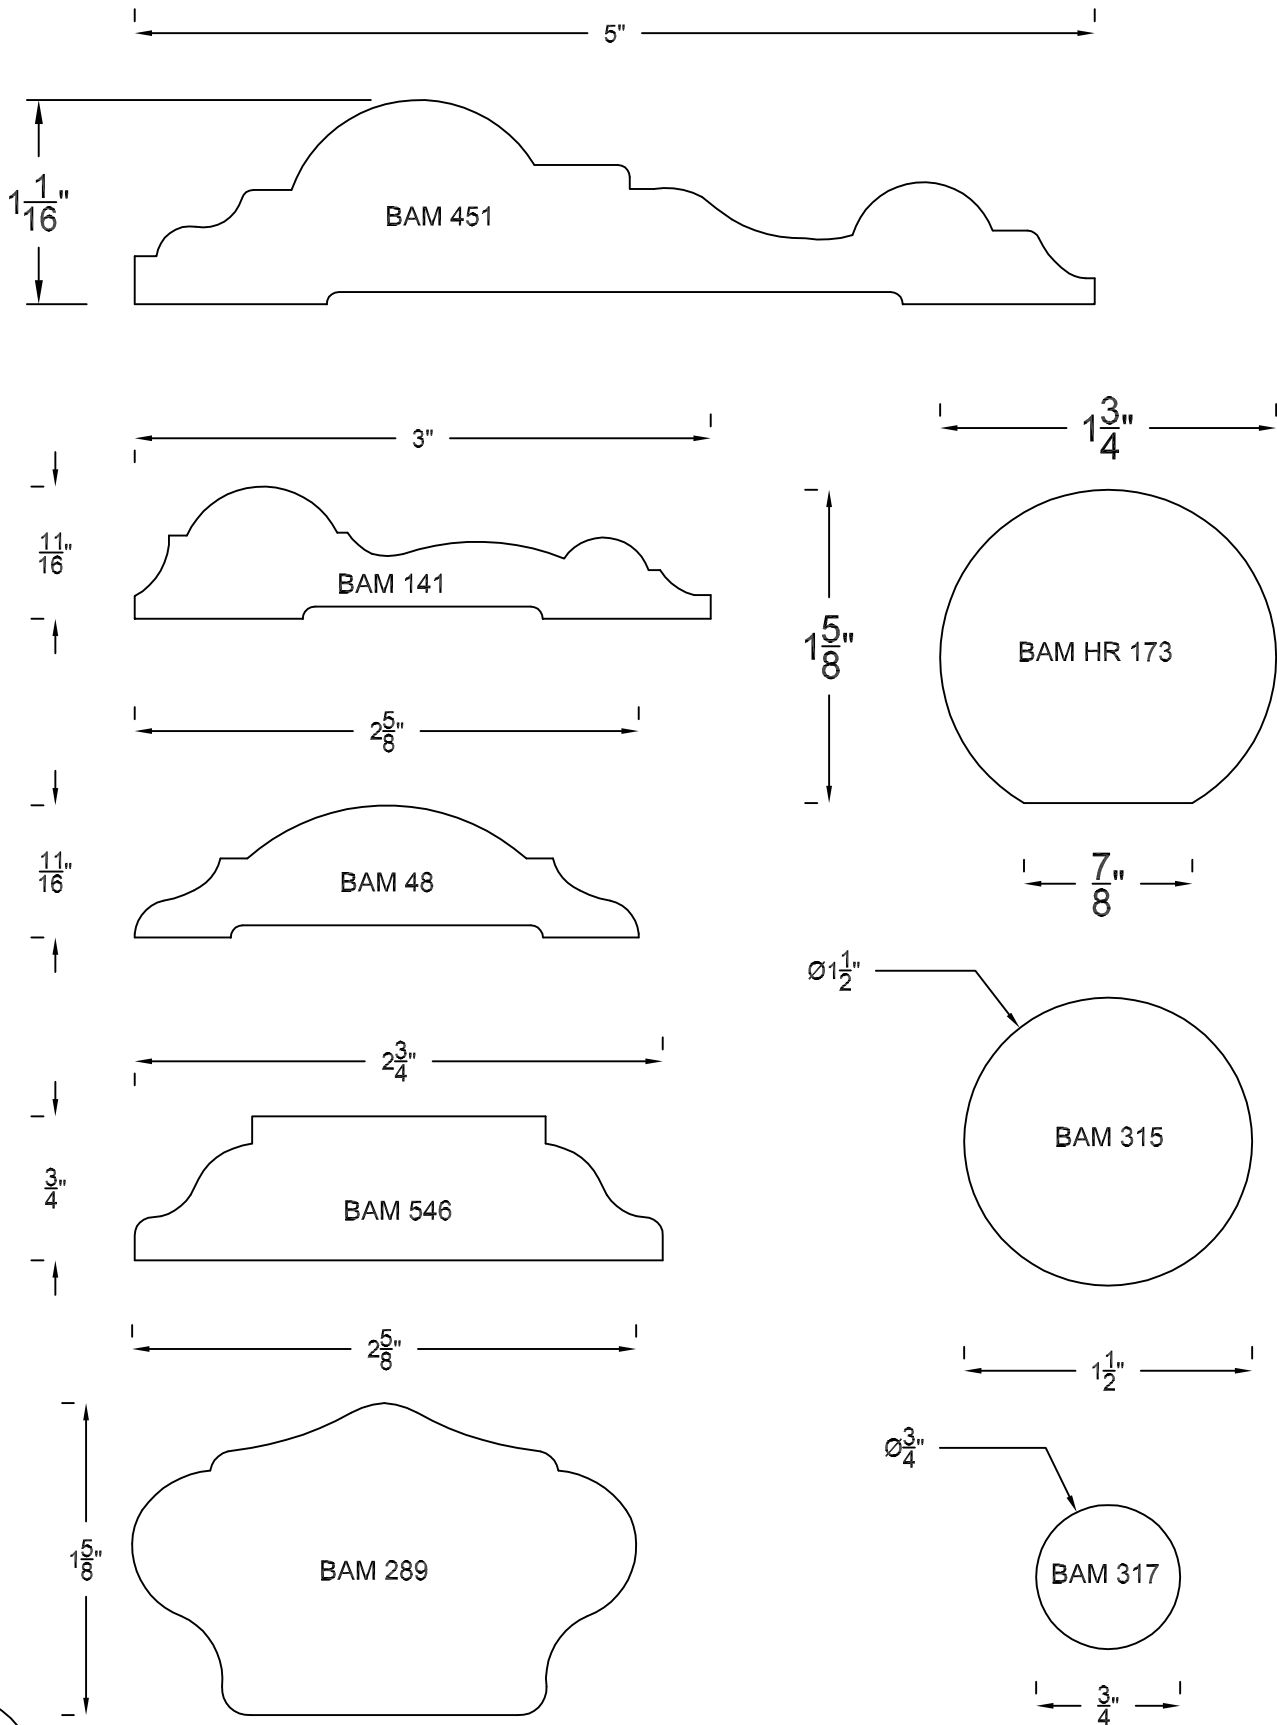 5"
1 1/16"
BAM 451
3"
11/16"
BAM 141
1 3/4"
1 5/8"
BAM HR 173
7/8"
2 5/8"
11/16"
BAM 48
Ø1 1/2"
BAM 315
1 1/2"
2 3/4"
3/4"
BAM 546
2 5/8"
1 5/8"
BAM 289
Ø3/4"
BAM 317
3/4"